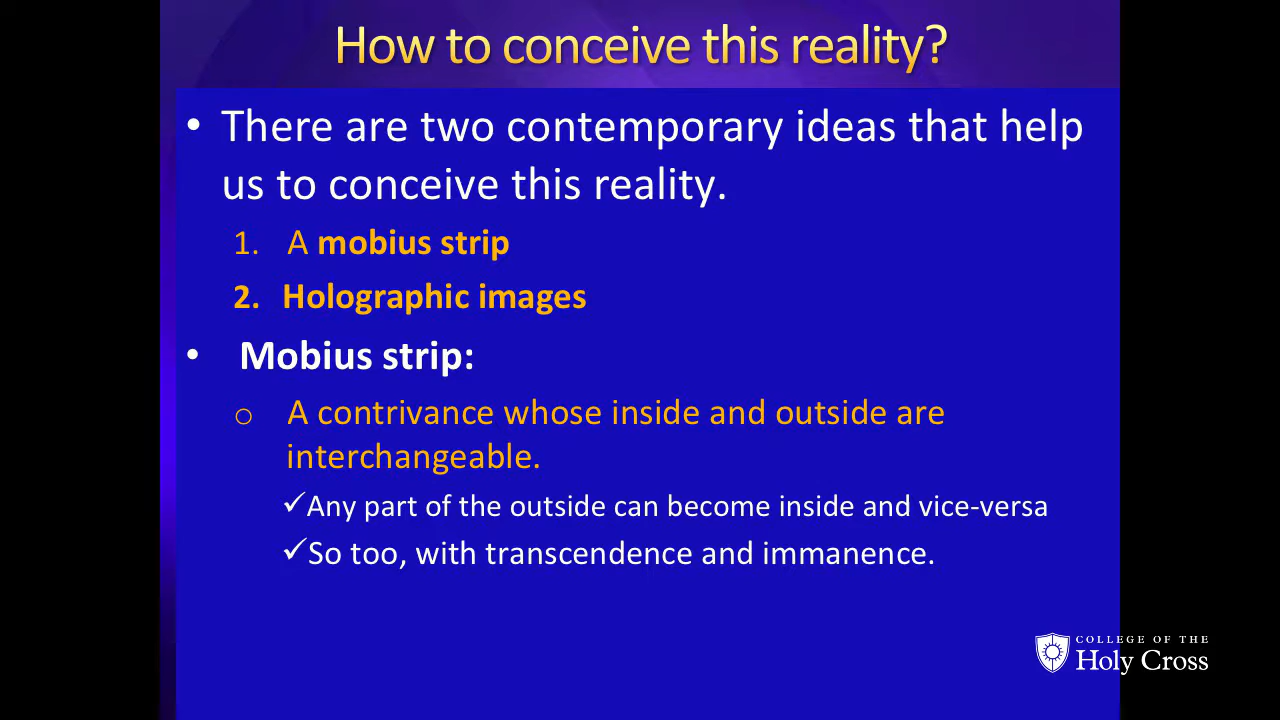 How to conceive this reality?
• There are two contemporary ideas that help
us to conceive this reality.
1. A mobius strip
2. Holographic images
• Mobius strip:
o A contrivance whose inside and outside are
interchangeable.
✓Any part of the outside can become inside and vice-versa
✓So too, with transcendence and immanence.
COLLEGE OF THE
Holy Cross